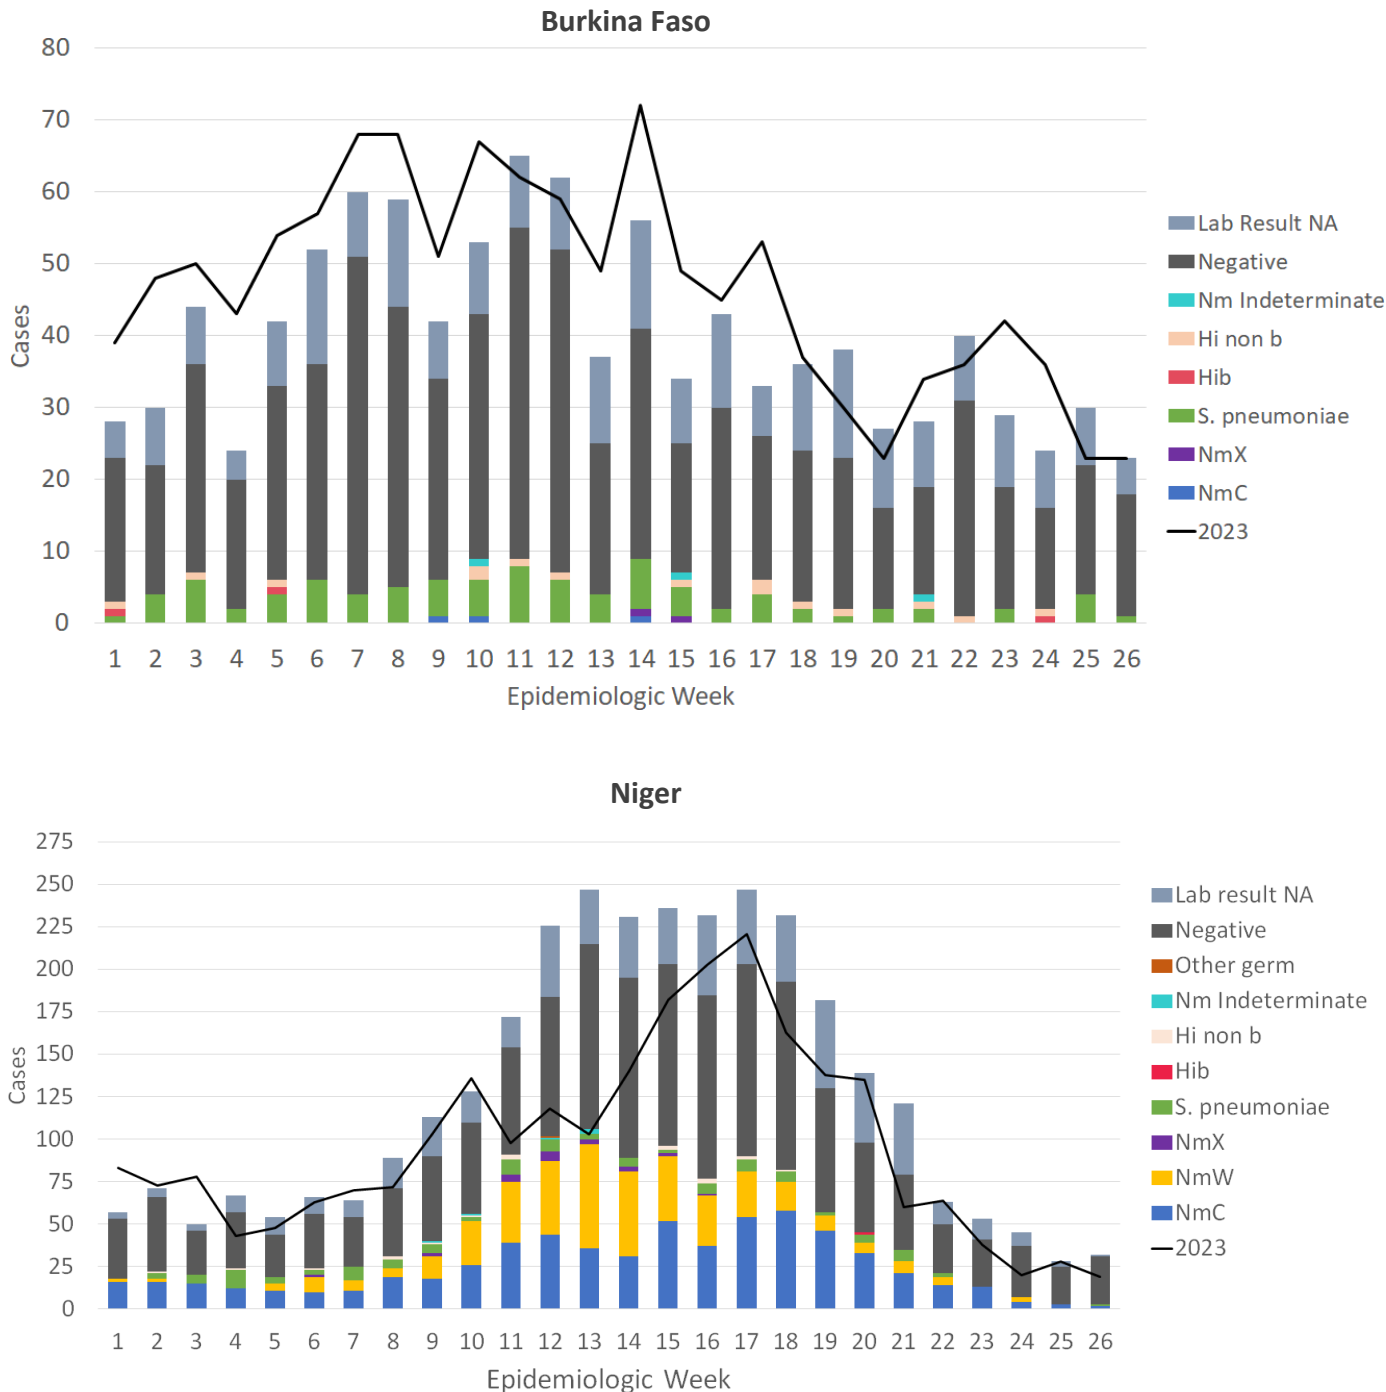 Burkina Faso
80
70
60
50
40
30
20
10
0
Cases
1 2 3 4 5 6 7 8 9 10 11 12 13 14 15 16 17 18 19 20 21 22 23 24 25 26
Epidemiologic Week
Lab Result NA
Negative
Nm Indeterminate
Hi non b
Hib
S. pneumoniae
NmX
NmC
2023
Niger
275
250
225
200
175
150
125
100
75
50
25
0
Cases
1 2 3 4 5 6 7 8 9 10 11 12 13 14 15 16 17 18 19 20 21 22 23 24 25 26
Epidemiologic Week
Lab result NA
Negative
Other germ
Nm Indeterminate
Hi non b
Hib
S. pneumoniae
NmX
NmW
NmC
2023